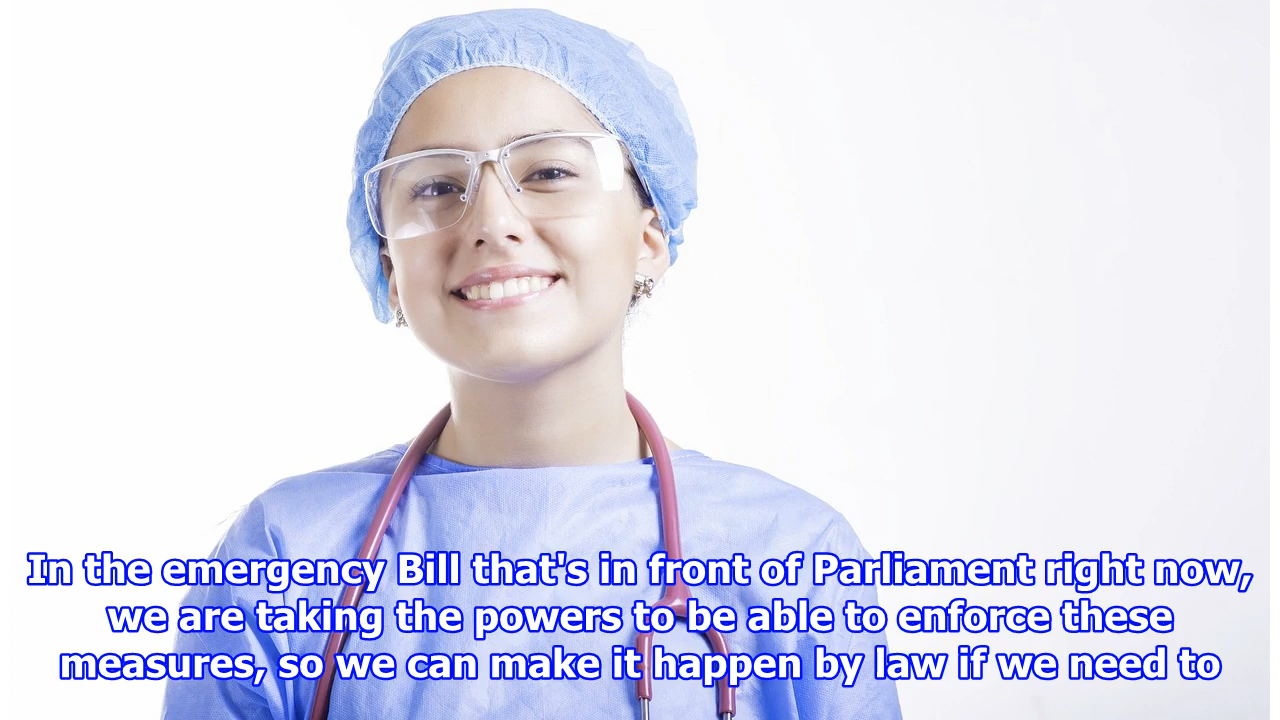 In the emergency Bill that's in front of Parliament right now,
we are taking the powers to be able to enforce these
measures, so we can make it happen by law if we need to